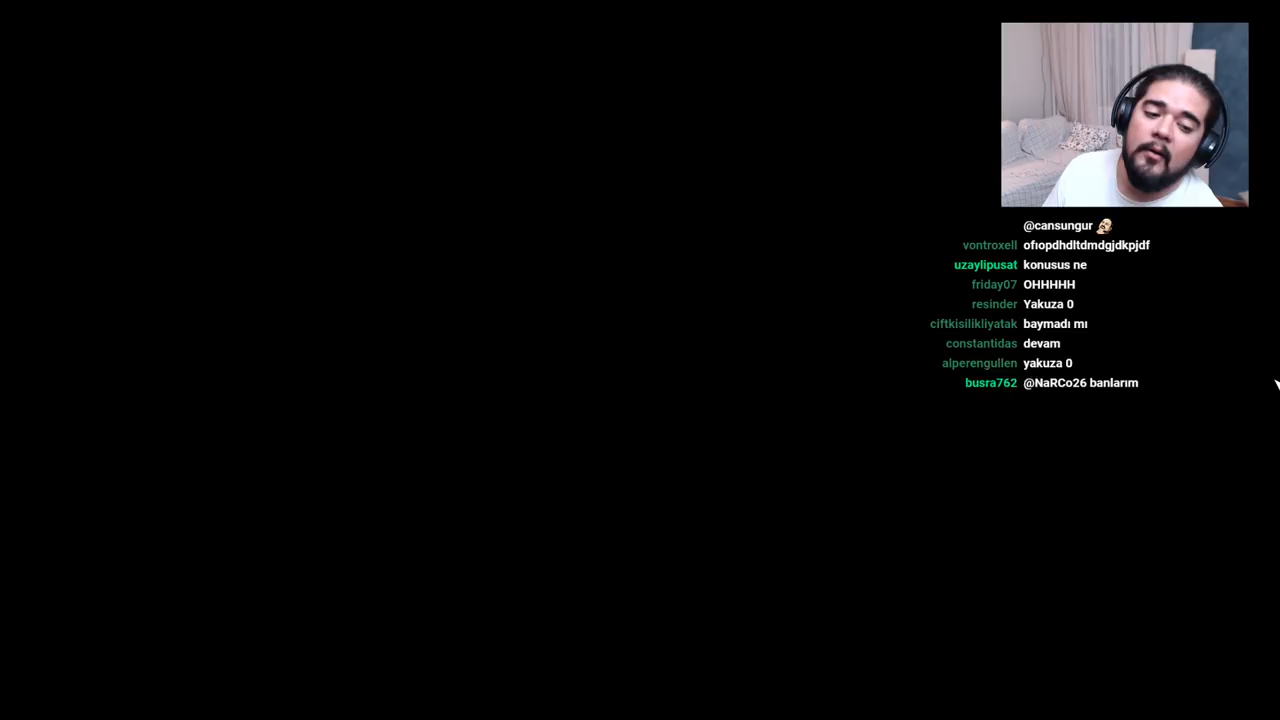 @cansungur
vontroxell ofıopdhdltdmdgjdkpjdf
uzaylipusat konusus ne
friday07 OHHHHH
resinder Yakuza 0
ciftkisilikliyatak baymadı mı
constantidas devam
alperengullen yakuza 0
busra762 @NaRCo26 banlarım